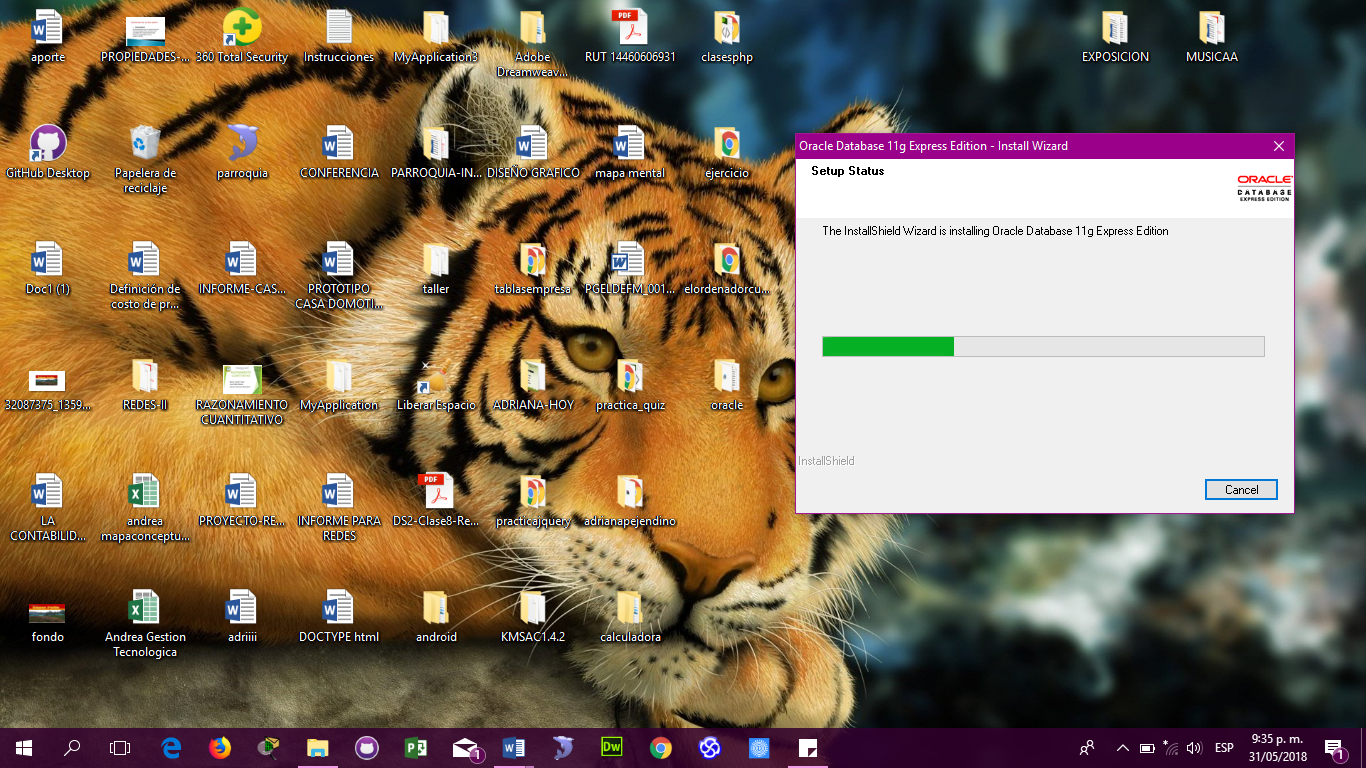 aporte
PROPIEDADES-...
360 Total Security
Instrucciones
MyApplication3
Adobe
Dreamweav...
PDF
RUT 14460606931
clasesphp
EXPOSICION
MUSICAA
GitHub Desktop
Papelera de
reciclaje
parroquia
CONFERENCIA
PARROQUIA-IN...
DISEÑO GRAFICO
mapa mental
ejercicio
Doc1 (1)
Definición de
costo de pr...
INFORME-CAS...
PROTOTIPO
CASA DOMOTI...
taller
tablasempresa
PGELDEFM_001...
elordenadorcu...
32087375_1359...
REDES-II
RAZONAMIENTO
CUANTITATIVO
MyApplication
Liberar Espacio
ADRIANA-HOY
practica_quiz
oracle
LA
CONTABILID...
andrea
mapaconceptu...
PROYECTO-RE...
INFORME PARA
REDES
PDF
DS2-Clase8-Re...
practicajquery
adrianapejendino
fondo
Andrea Gestion
Tecnologica
adriiii
DOCTYPE html
android
KMSAC1.4.2
calculadora
Oracle Database 11g Express Edition - Install Wizard
Setup Status
ORACLE
DATABASE
EXPRESS EDITION
The InstallShield Wizard is installing Oracle Database 11g Express Edition
InstallShield
Cancel
1
Dw
ESP
9:35 p. m.
31/05/2018
1